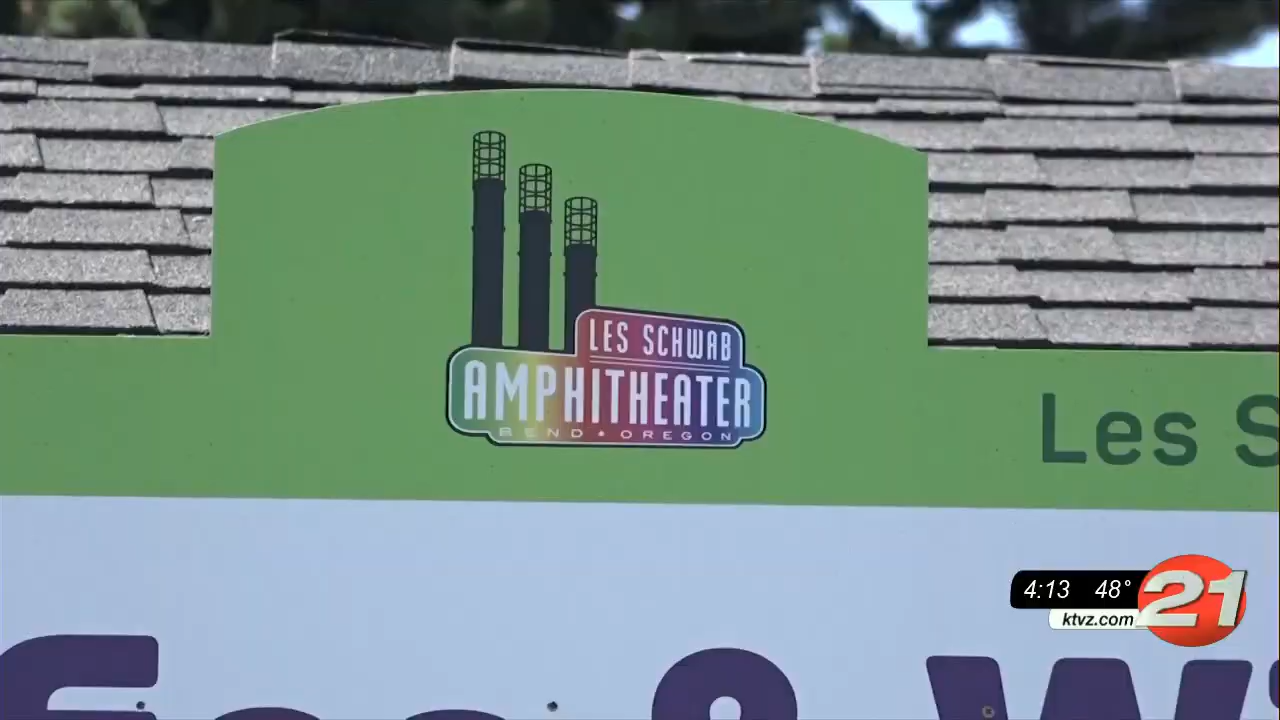 LES SCHWAB
AMPHITHEATER
BEND • OREGON
Les S
4:13 48°
ktvz.com
21
&